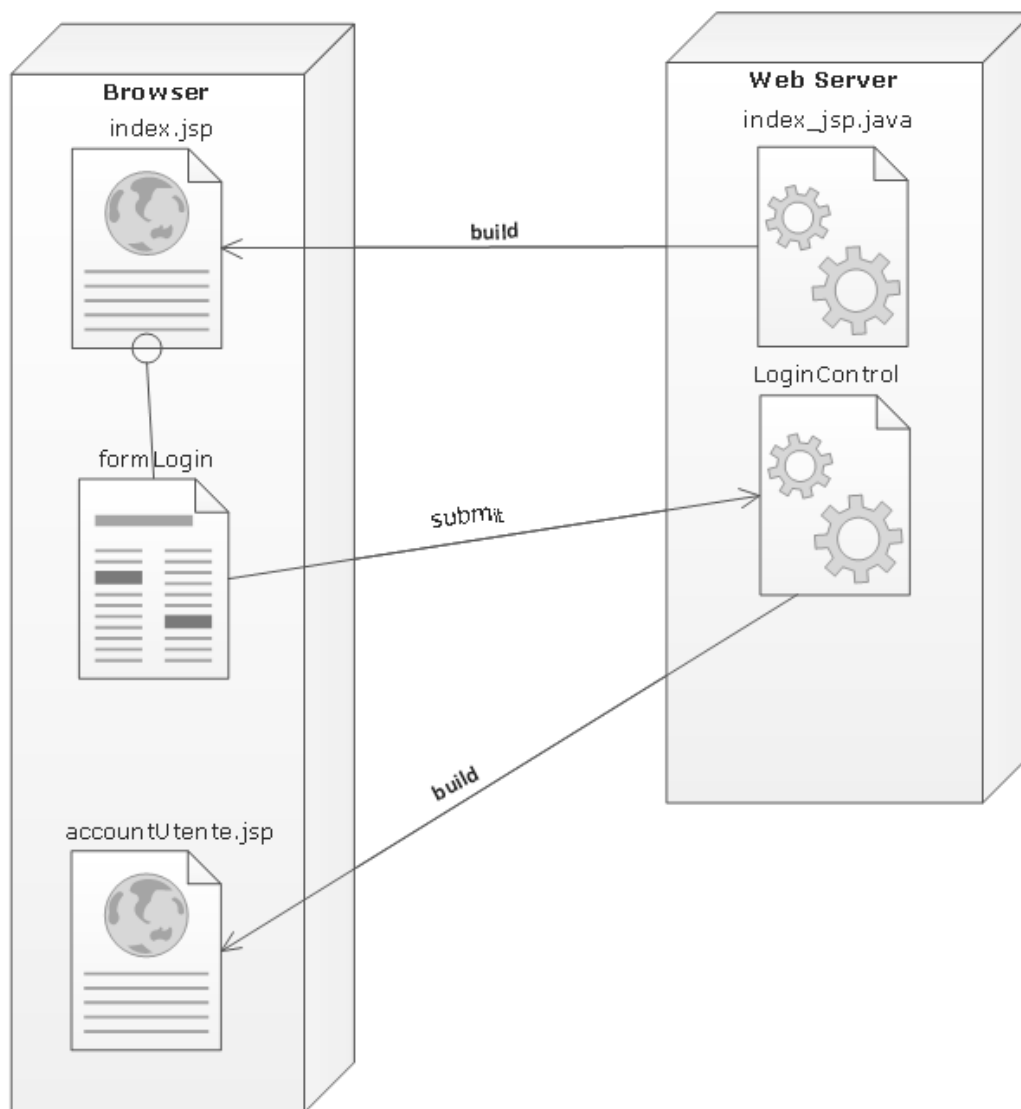 Browser
index.jsp
formLogin
accountUtente.jsp
build
submit
build
Web Server
index_jsp.java
LoginControl